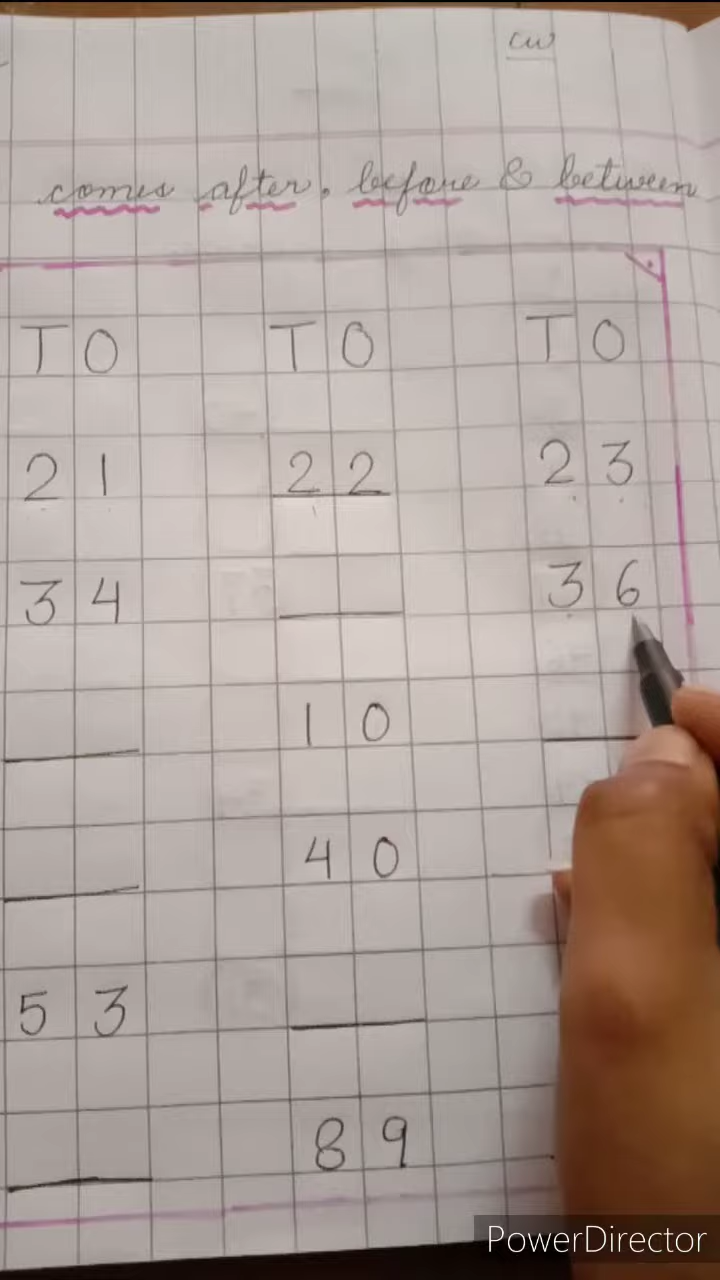 cw
comes after, before & between
T O T O T O
2 1 2 2 2 3
3 4 3 6
1 0
4 0
5 3
8 9
PowerDirector